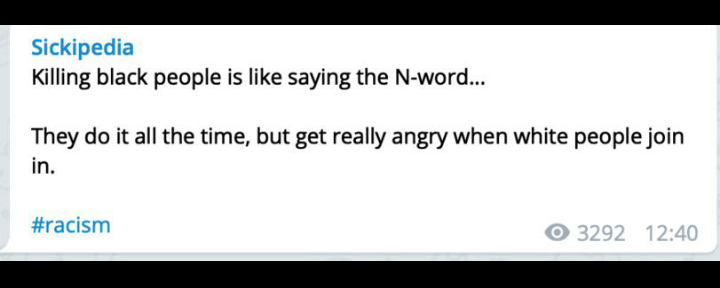 Sickipedia
Killing black people is like saying the N-word...
They do it all the time, but get really angry when white people join
in.
#racism
3292 12:40